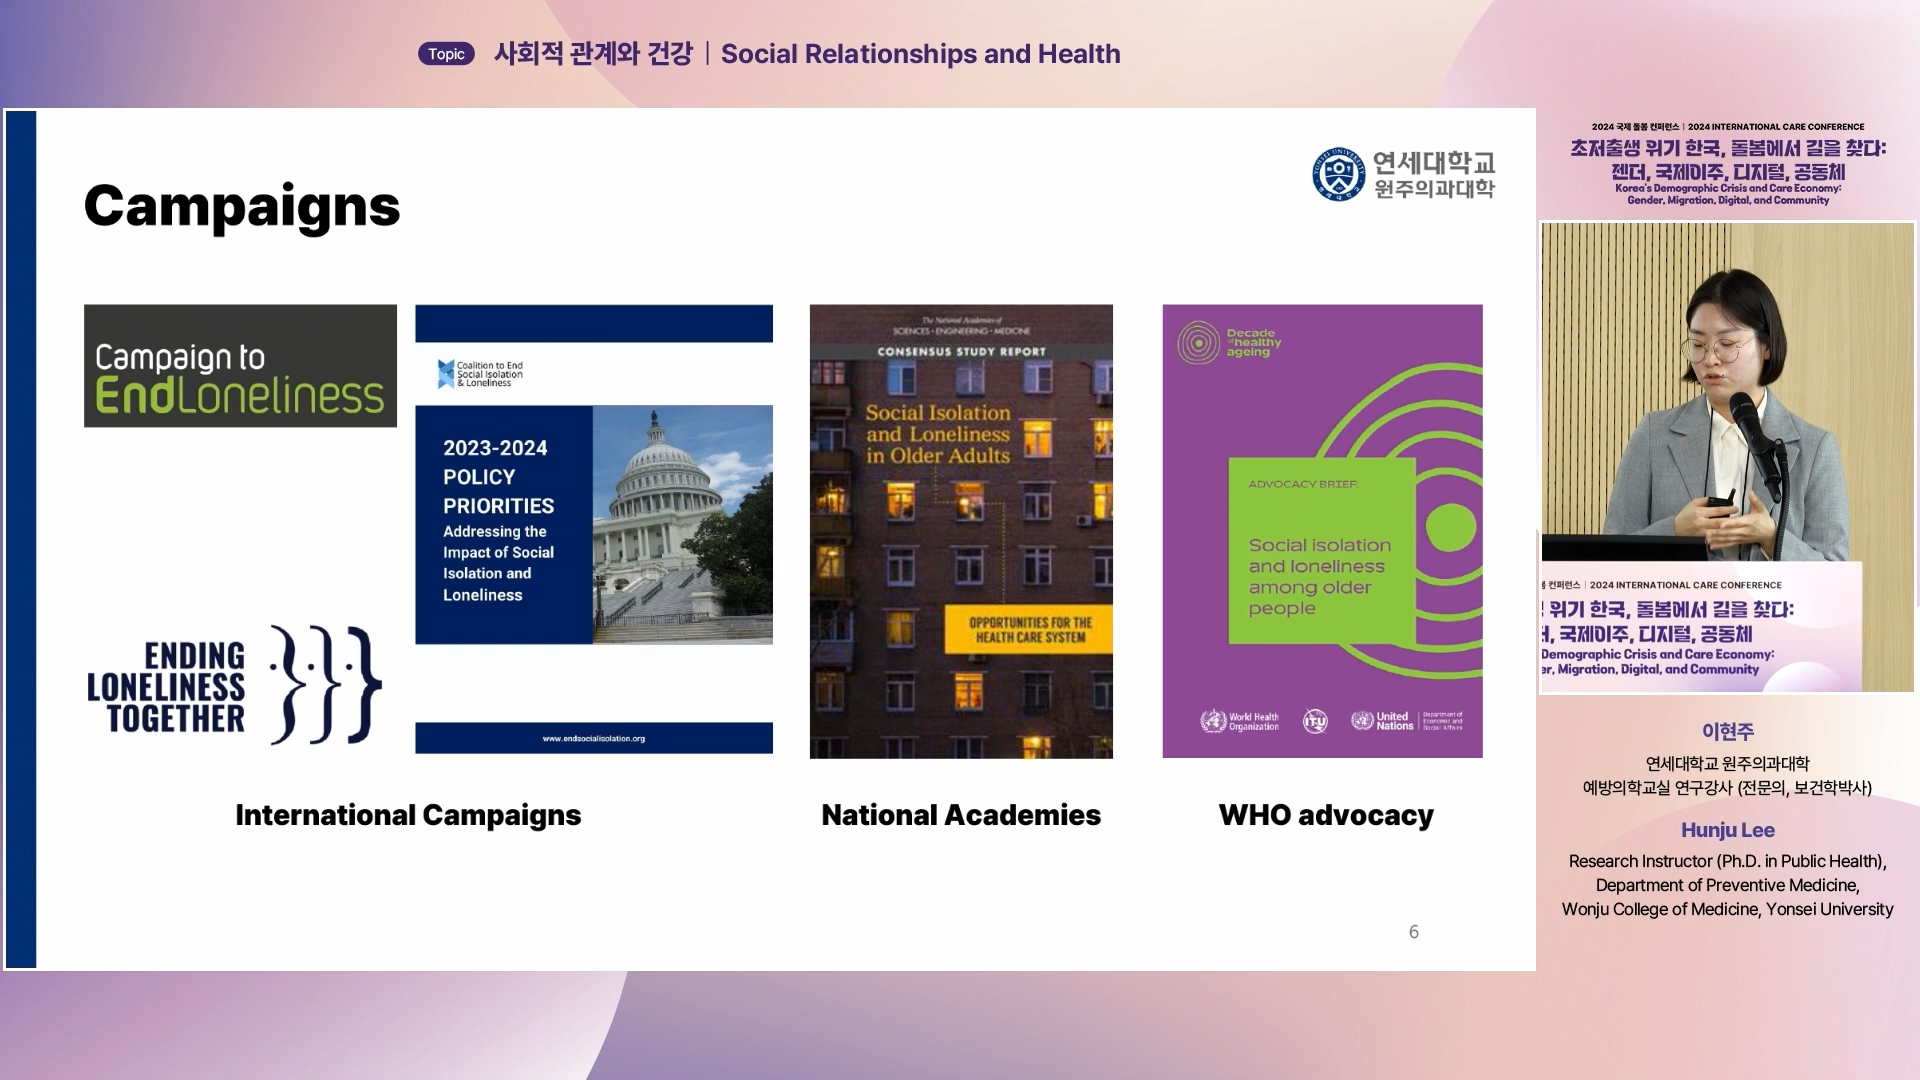 Topic 사회적 관계와 건강 | Social Relationships and Health
Campaigns
YONSEI UNIVERSITY
연세대학교
원주의과대학
Campaign to
EndLoneliness
ENDING
LONELINESS
TOGETHER
Coalition to End
Social Isolation
& Loneliness
2023-2024
POLICY
PRIORITIES
Addressing the
Impact of Social
Isolation and
Loneliness
www.endsocialisolation.org
International Campaigns
The National Academies of
SCIENCES • ENGINEERING • MEDICINE
CONSENSUS STUDY REPORT
Social Isolation
and Loneliness
in Older Adults
OPPORTUNITIES FOR THE
HEALTH CARE SYSTEM
National Academies
Decade
of healthy
ageing
ADVOCACY BRIEF
Social isolation
and loneliness
among older
people
World Health
Organization
ITU
United
Nations
Department of
Economic and
Social Affairs
WHO advocacy
6
2024 국제 돌봄 컨퍼런스 | 2024 INTERNATIONAL CARE CONFERENCE
초저출생 위기 한국, 돌봄에서 길을 찾다:
젠더, 국제이주, 디지털, 공동체
Korea's Demographic Crisis and Care Economy:
Gender, Migration, Digital, and Community
컨퍼런스 | 2024 INTERNATIONAL CARE CONFERENCE
위기 한국, 돌봄에서 길을 찾다:
국제이주, 디지털, 공동체
Demographic Crisis and Care Economy:
er, Migration, Digital, and Community
이현주
연세대학교 원주의과대학
예방의학교실 연구강사 (전문의, 보건학박사)
Hunju Lee
Research Instructor (Ph.D. in Public Health),
Department of Preventive Medicine,
Wonju College of Medicine, Yonsei University